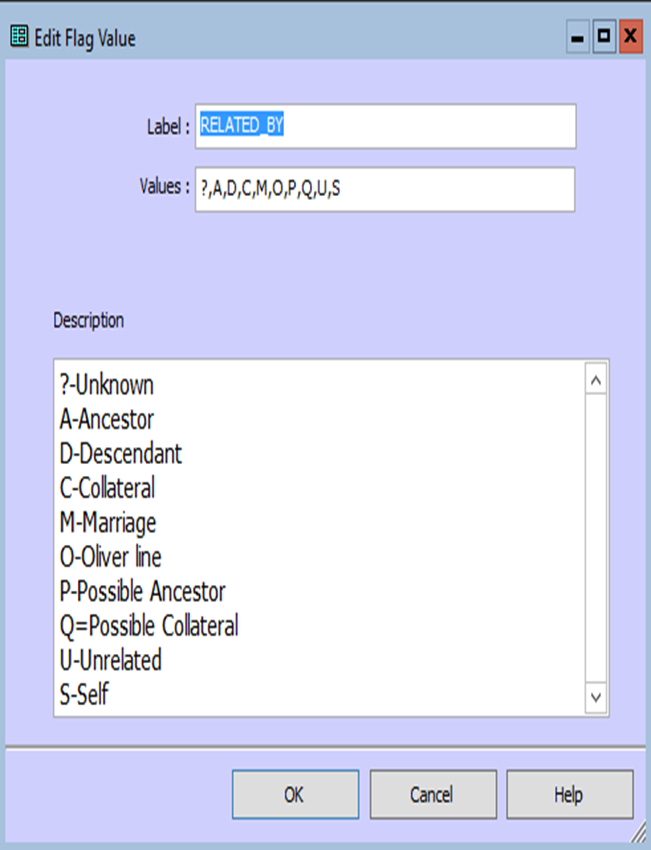 Edit Flag Value
Label : RELATED_BY
Values : ?,A,D,C,M,O,P,Q,U,S
Description
?-Unknown
A-Ancestor
D-Descendant
C-Collateral
M-Marriage
O-Oliver line
P-Possible Ancestor
Q=Possible Collateral
U-Unrelated
S-Self
OK Cancel Help